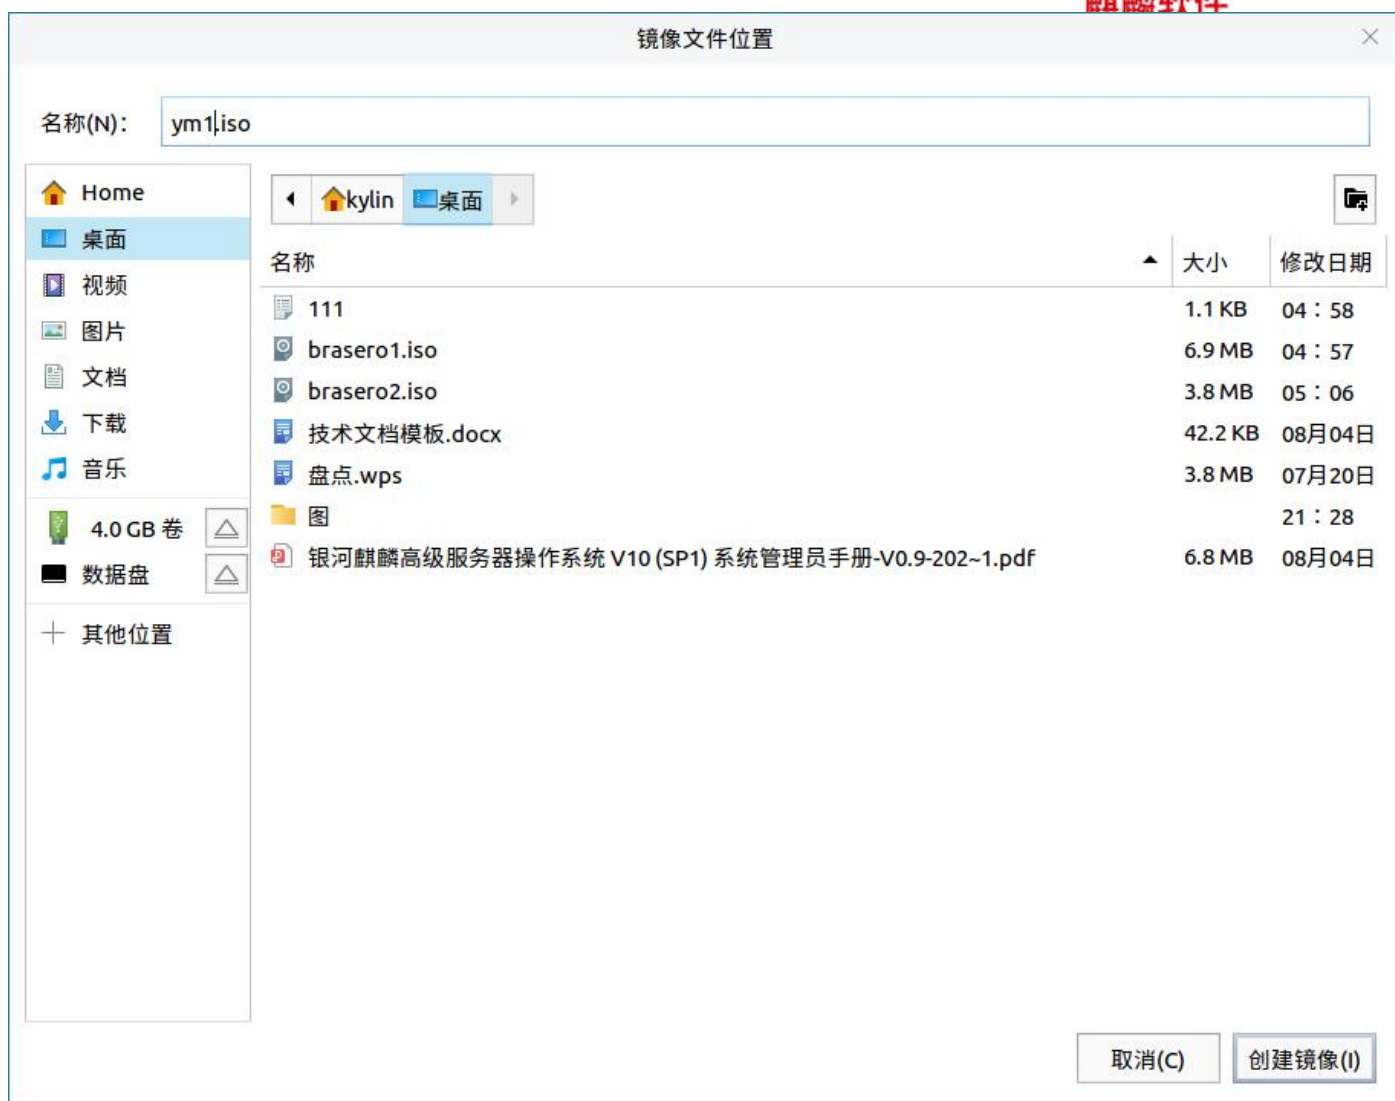 麒麟软件
镜像文件位置
名称(N)： ym1.iso
Home
桌面
视频
图片
文档
下载
音乐
4.0 GB 卷
数据盘
其他位置
kylin 桌面
名称 大小 修改日期
111 1.1 KB 04：58
brasero1.iso 6.9 MB 04：57
brasero2.iso 3.8 MB 05：06
技术文档模板.docx 42.2 KB 08月04日
盘点.wps 3.8 MB 07月20日
图 21：28
银河麒麟高级服务器操作系统 V10 (SP1) 系统管理员手册-V0.9-202~1.pdf 6.8 MB 08月04日
取消(C) 创建镜像(I)